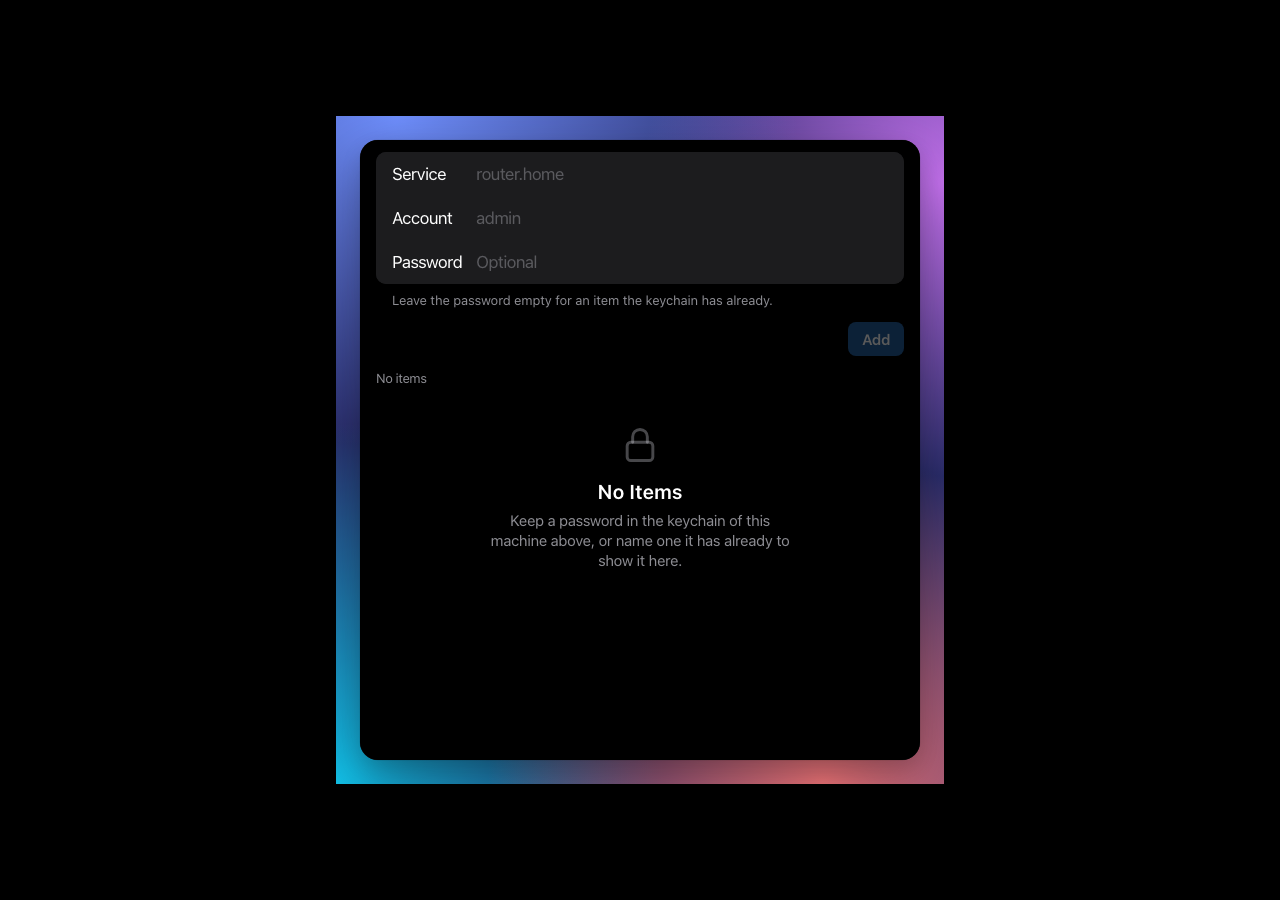 Service router.home
Account admin
Password Optional
Leave the password empty for an item the keychain has already.
Add
No items
No Items
Keep a password in the keychain of this
machine above, or name one it has already to
show it here.